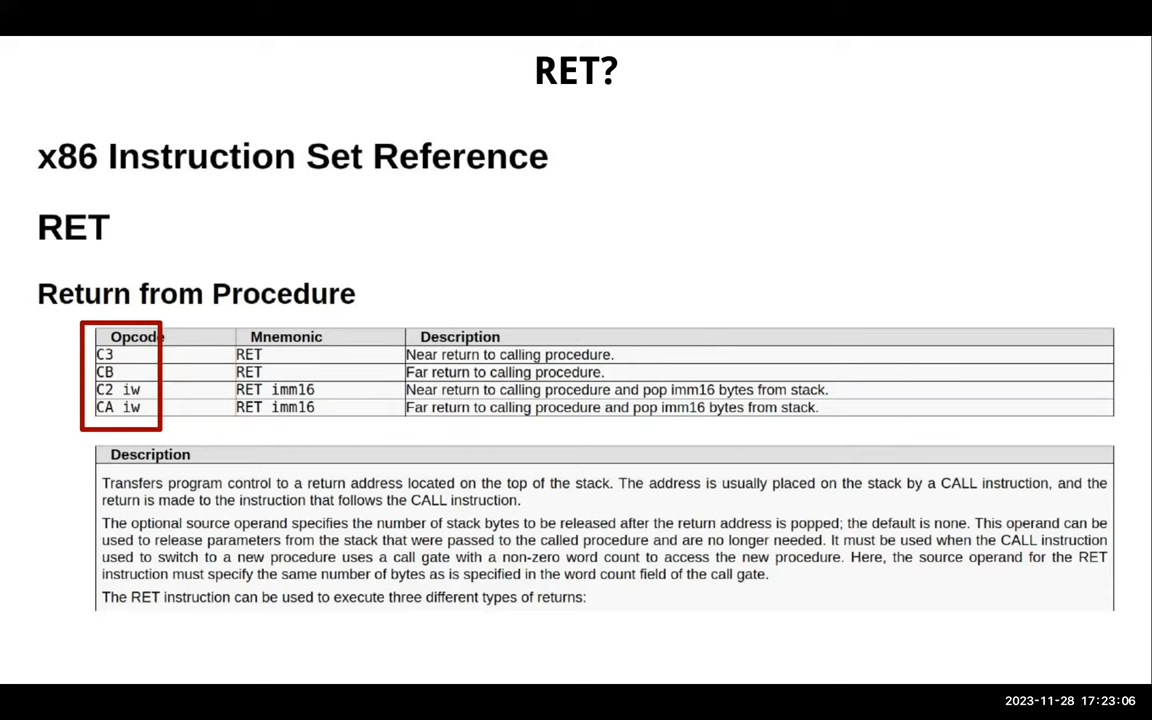 RET?
x86 Instruction Set Reference
RET
Return from Procedure
Opcode Mnemonic Description
C3 RET Near return to calling procedure.
CB RET Far return to calling procedure.
C2 iw RET imm16 Near return to calling procedure and pop imm16 bytes from stack.
CA iw RET imm16 Far return to calling procedure and pop imm16 bytes from stack.
Description
Transfers program control to a return address located on the top of the stack. The address is usually placed on the stack by a CALL instruction, and the
return is made to the instruction that follows the CALL instruction.
The optional source operand specifies the number of stack bytes to be released after the return address is popped; the default is none. This operand can be
used to release parameters from the stack that were passed to the called procedure and are no longer needed. It must be used when the CALL instruction
used to switch to a new procedure uses a call gate with a non-zero word count to access the new procedure. Here, the source operand for the RET
instruction must specify the same number of bytes as is specified in the word count field of the call gate.
The RET instruction can be used to execute three different types of returns:
2023-11-28 17:23:06